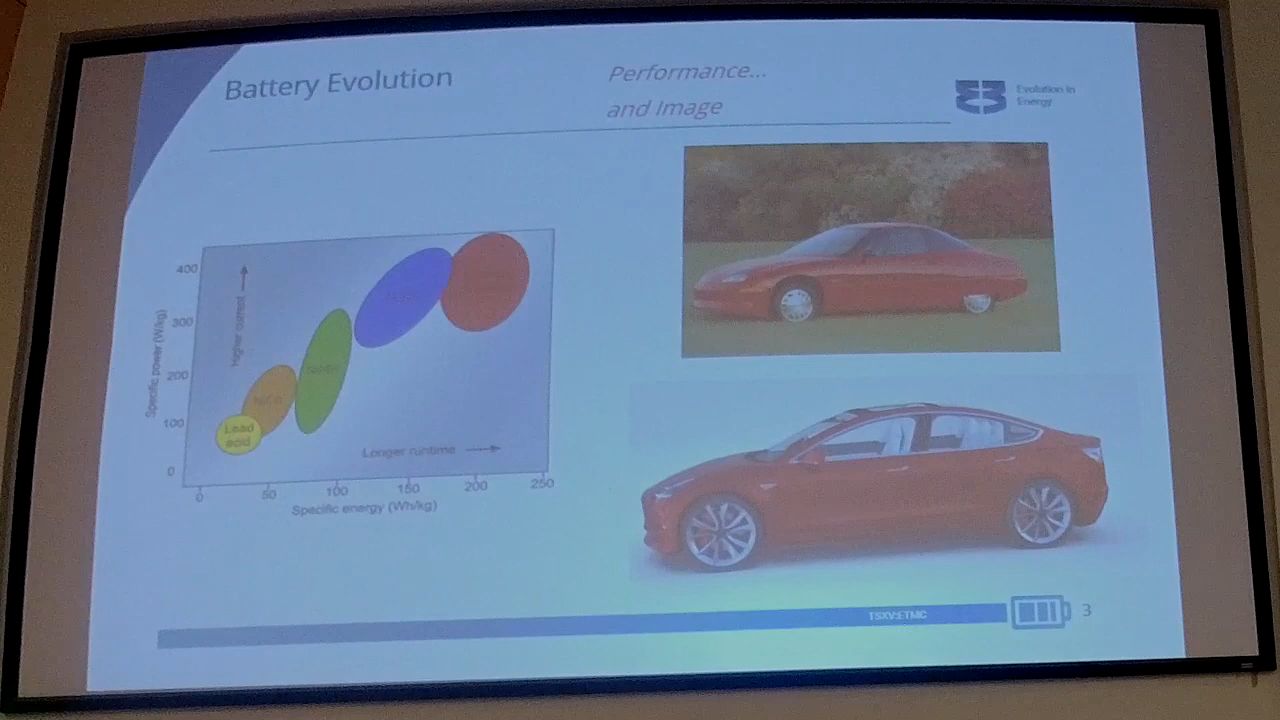 Battery Evolution
Performance...
and Image
Evolution in
Energy
400
300
200
100
0
Specific power (W/kg)
Higher current
Lead
acid
NiCd
Longer runtime
0
50
100
150
200
250
Specific energy (Wh/kg)
TSXV:ETMC
3